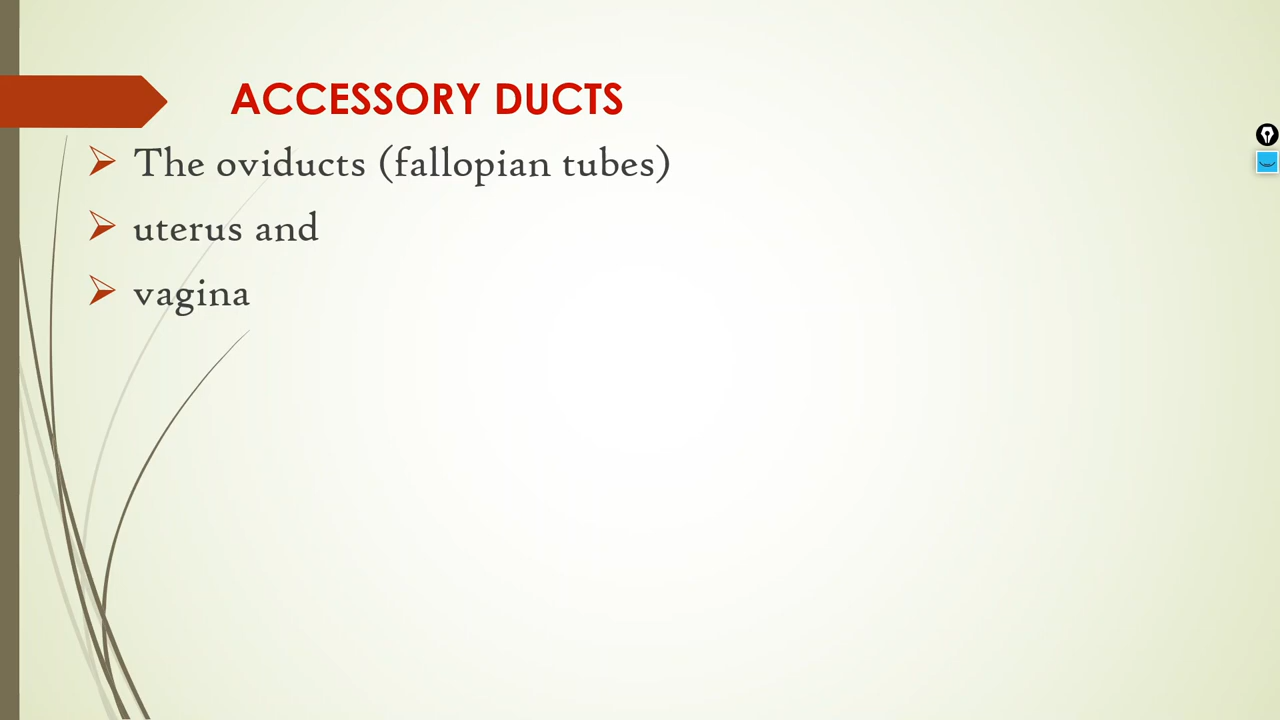 ACCESSORY DUCTS
The oviducts (fallopian tubes)
uterus and
vagina